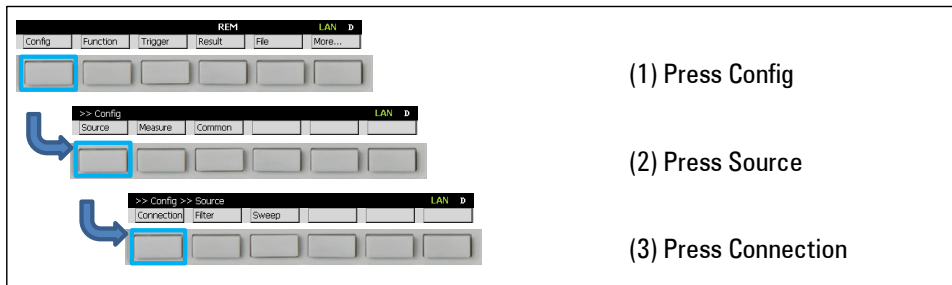 REM LAN D
Config Function Trigger Result File More...
(1) Press Config
>> Config LAN D
Source Measure Common
(2) Press Source
>> Config >> Source LAN D
Connection Filter Sweep
(3) Press Connection